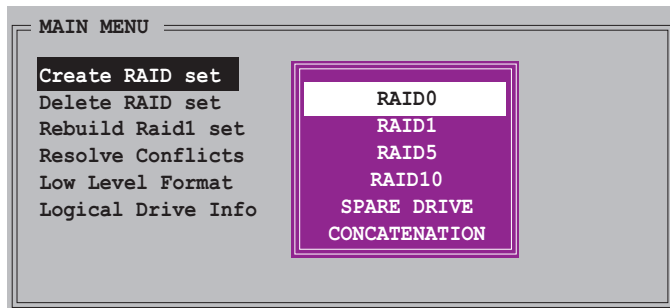 MAIN MENU
Create RAID set
Delete RAID set
Rebuild Raid1 set
Resolve Conflicts
Low Level Format
Logical Drive Info
RAID0
RAID1
RAID5
RAID10
SPARE DRIVE
CONCATENATION